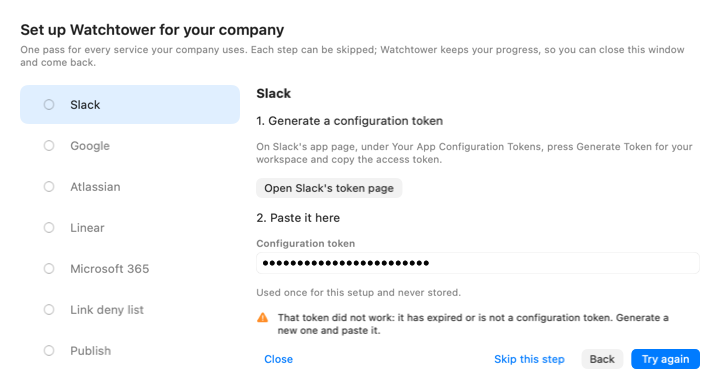 Set up Watchtower for your company
One pass for every service your company uses. Each step can be skipped; Watchtower keeps your progress, so you can close this window
and come back.
Slack
Google
Atlassian
Linear
Microsoft 365
Link deny list
Publish
Slack
1. Generate a configuration token
On Slack's app page, under Your App Configuration Tokens, press Generate Token for your
workspace and copy the access token.
Open Slack's token page
2. Paste it here
Configuration token
••••••••••••••••••••••••
Used once for this setup and never stored.
That token did not work: it has expired or is not a configuration token. Generate a
new one and paste it.
Close
Skip this step
Back
Try again